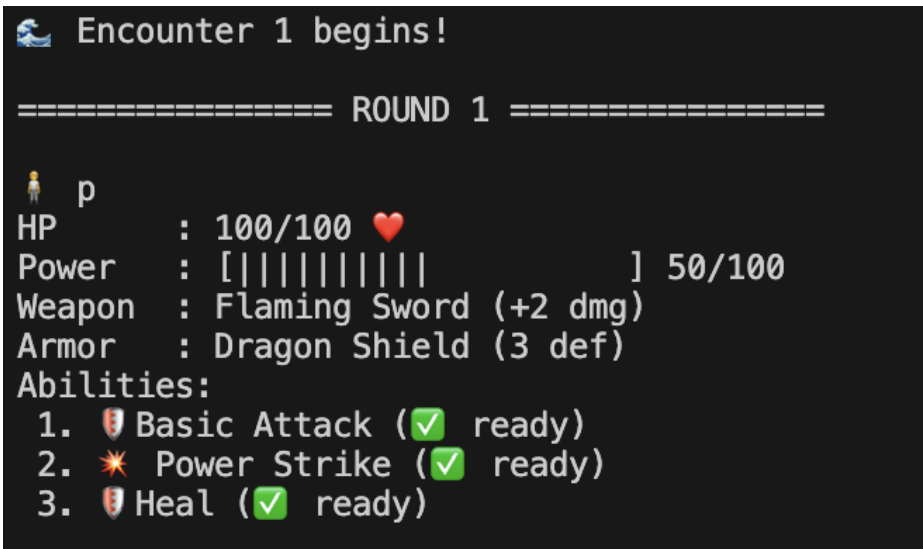 🌊 Encounter 1 begins!
================ ROUND 1 ================
🧍 p
HP      : 100/100 ❤️
Power   : [||||||||||          ] 50/100
Weapon  : Flaming Sword (+2 dmg)
Armor   : Dragon Shield (3 def)
Abilities:
1. 🛡️Basic Attack (✅ ready)
2. 💥 Power Strike (✅ ready)
3. 🛡️Heal (✅ ready)